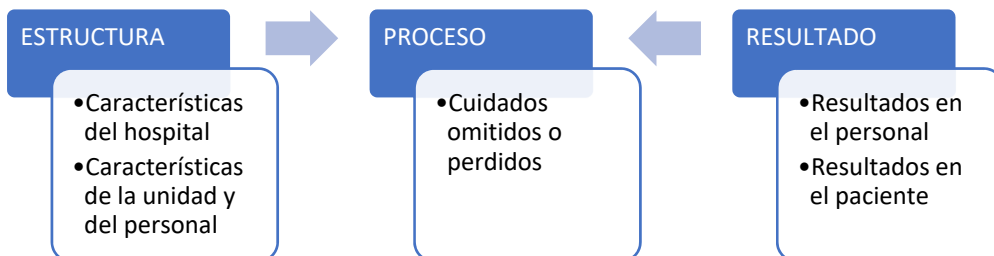 ESTRUCTURA
•Características
del hospital
•Características
de la unidad y
del personal
PROCESO
•Cuidados
omitidos o
perdidos
RESULTADO
•Resultados en
el personal
•Resultados en
el paciente